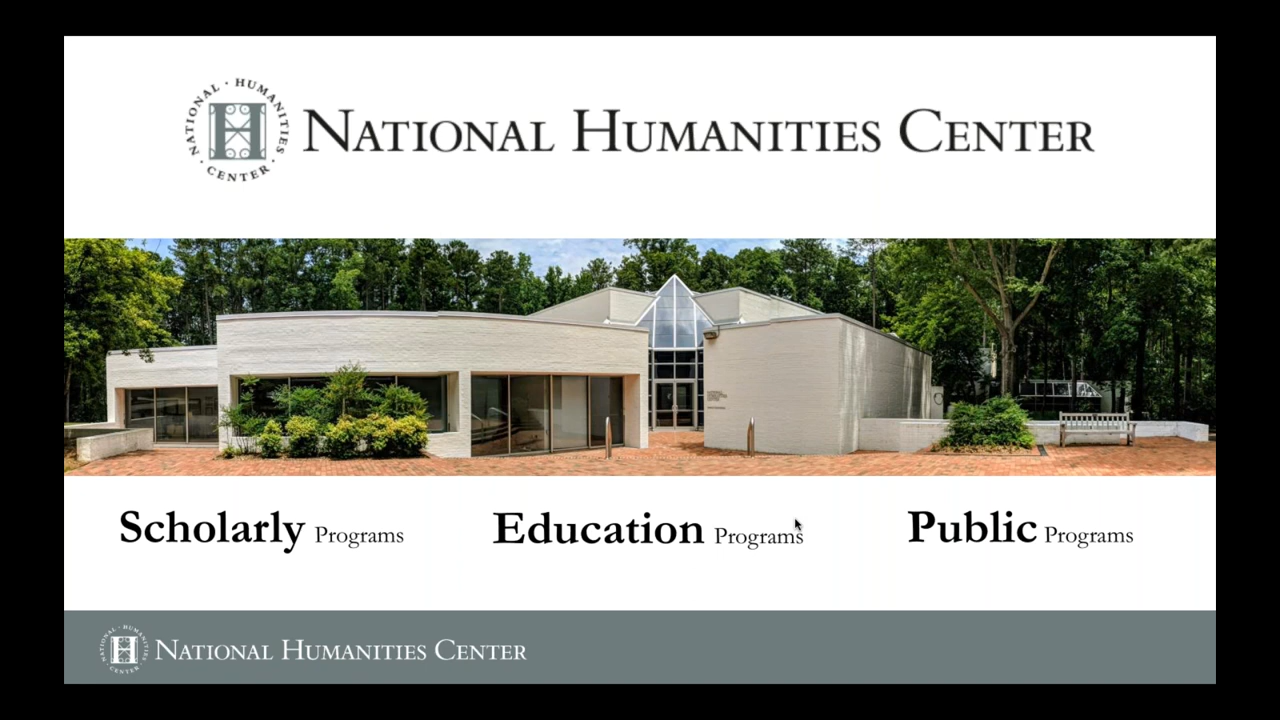 NATIONAL · HUMANITIES · CENTER ·
NATIONAL HUMANITIES CENTER
Scholarly Programs
Education Programs
Public Programs
NATIONAL · HUMANITIES · CENTER ·
NATIONAL HUMANITIES CENTER